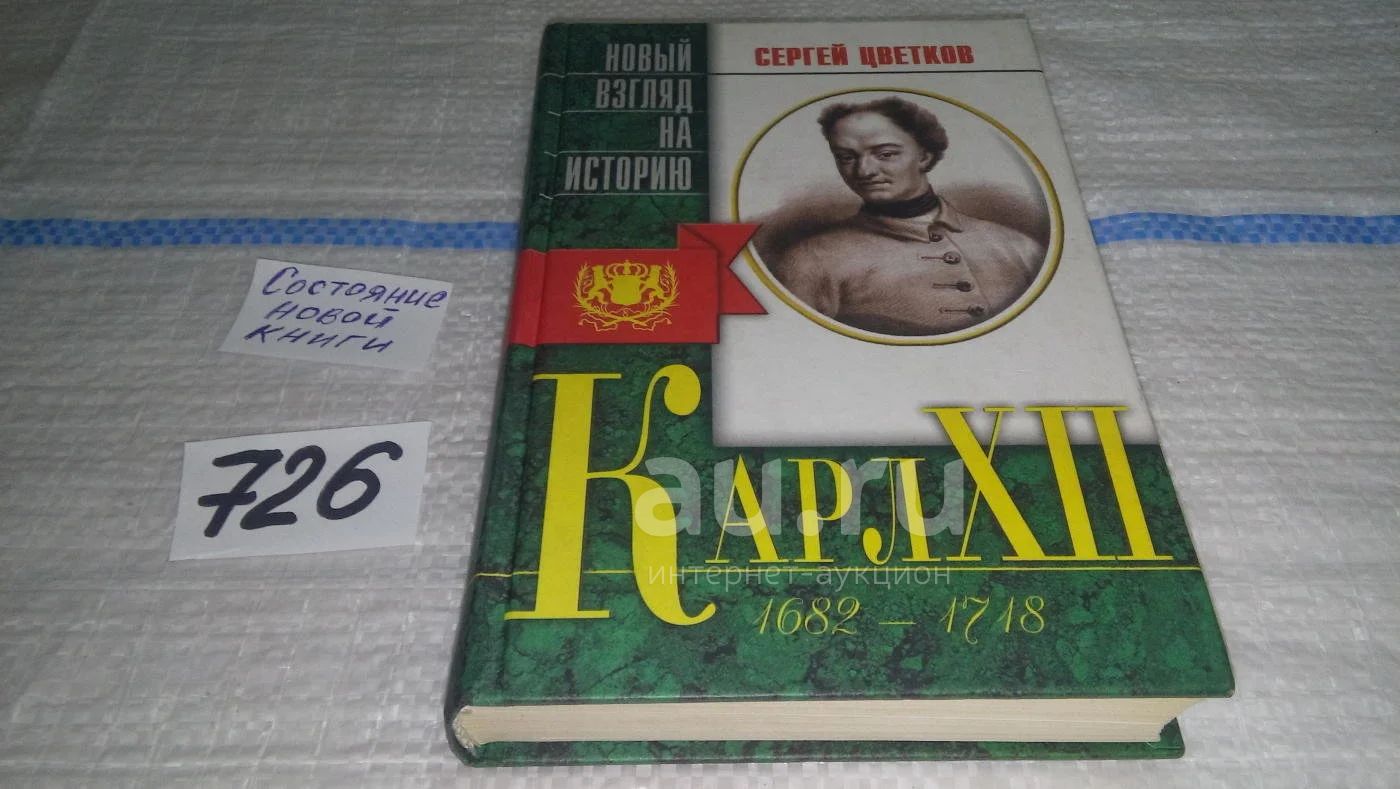 НОВЫЙ
ВЗГЛЯД
НА
ИСТОРИЮ
СЕРГЕЙ ЦВЕТКОВ
Состояние
новой
книги
726
КАРЛ XII
1682 – 1718
au.ru
интернет-аукцион